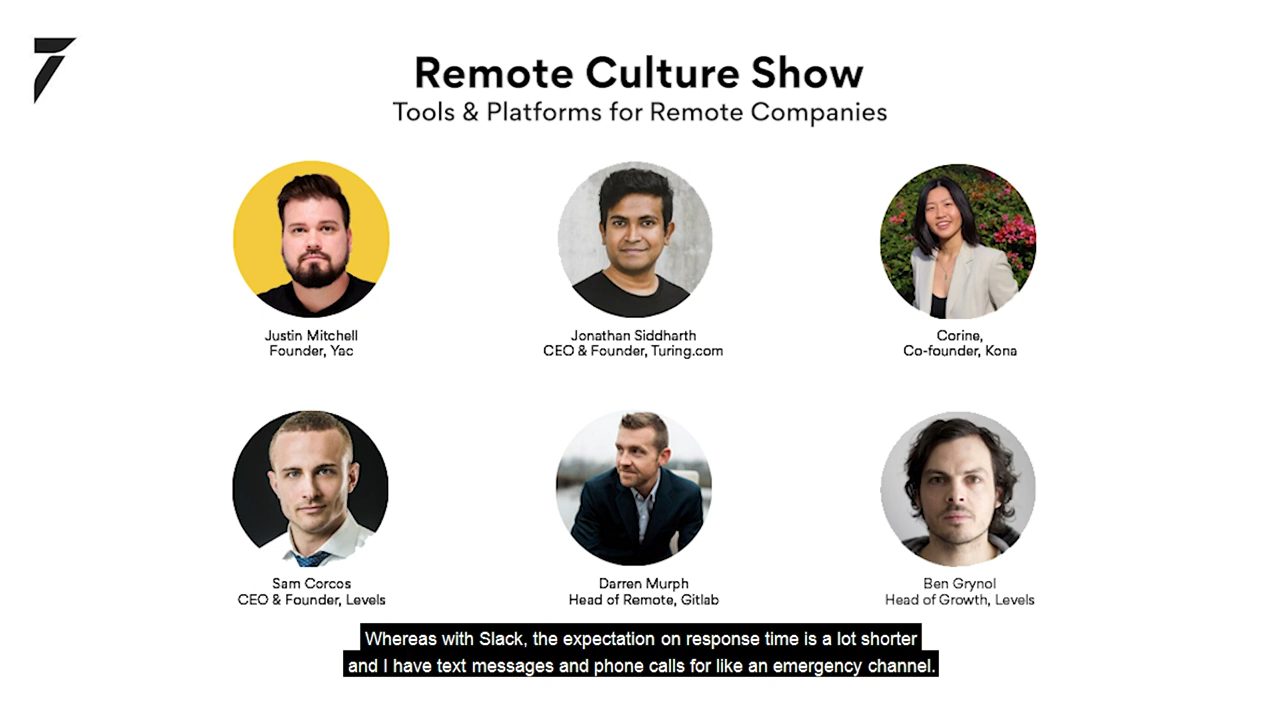 Remote Culture Show
Tools & Platforms for Remote Companies
Justin Mitchell
Founder, Yac
Jonathan Siddharth
CEO & Founder, Turing.com
Corine,
Co-founder, Kona
Sam Corcos
CEO & Founder, Levels
Darren Murph
Head of Remote, Gitlab
Ben Grynol
Head of Growth, Levels
Whereas with Slack, the expectation on response time is a lot shorter
and I have text messages and phone calls for like an emergency channel.